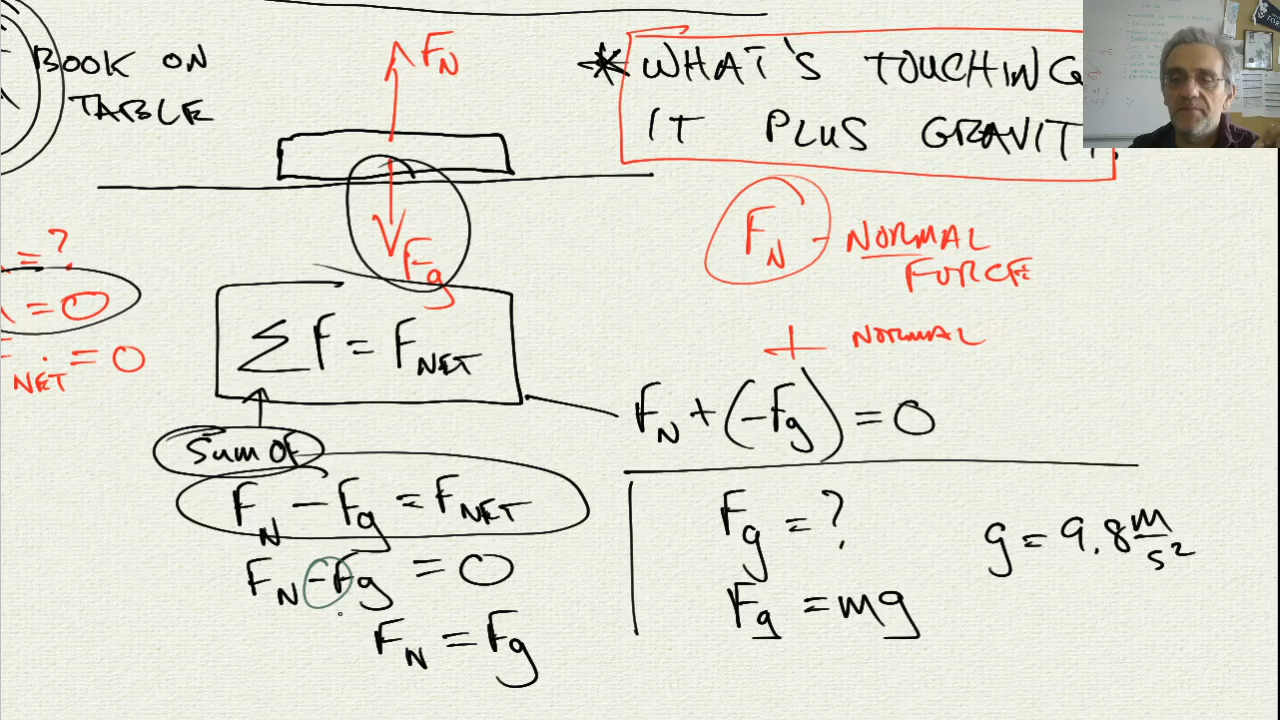 BOOK ON
TABLE
F_N
* WHAT'S TOUCHING
IT PLUS GRAVITY.
F_g
F_N - NORMAL
FORCE
= ?
= 0
NET = 0
∑F = F_NET
+ NORMAL
F_N + (-F_g) = 0
Sum of
F_N - F_g = F_NET
F_N - F_g = 0
F_N = F_g
F_g = ?
F_g = mg
g = 9.8 m/s²